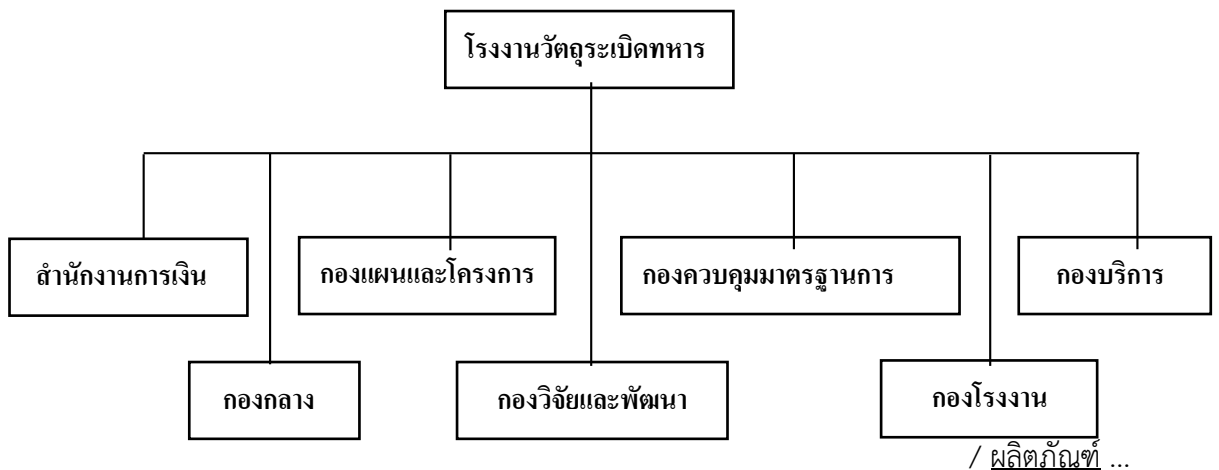 โรงงานวัตถุระเบิดทหาร
สำนักงานการเงิน
กองแผนและโครงการ
กองควบคุมมาตรฐานการ
กองบริการ
กองกลาง
กองวิจัยและพัฒนา
กองโรงงาน
/ ผลิตภัณฑ์ ...